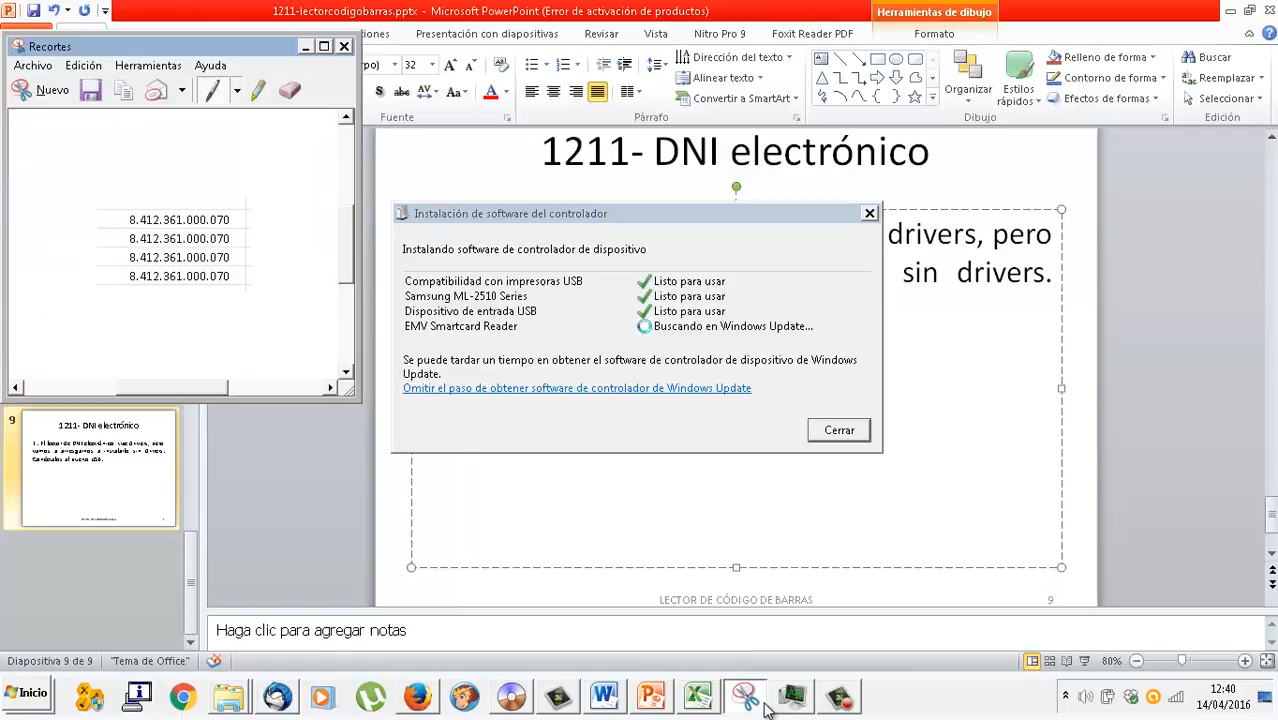 1211-lectorcodigobarras.pptx - Microsoft PowerPoint (Error de activación de productos)
Herramientas de dibujo
Presentación con diapositivas Revisar Vista Nitro Pro 9 Foxit Reader PDF Formato
Recortes
Archivo Edición Herramientas Ayuda
Nuevo
32
Dirección del texto
Alinear texto
Convertir a SmartArt
Organizar
Estilos rápidos
Relleno de forma
Contorno de forma
Efectos de formas
Buscar
Reemplazar
Seleccionar
Fuente Párrafo Dibujo Edición
8.412.361.000.070
8.412.361.000.070
8.412.361.000.070
8.412.361.000.070
1211- DNI electrónico
drivers, pero
sin drivers.
Instalación de software del controlador
Instalando software de controlador de dispositivo
Compatibilidad con impresoras USB Listo para usar
Samsung ML-2510 Series Listo para usar
Dispositivo de entrada USB Listo para usar
EMV Smartcard Reader Buscando en Windows Update...
Se puede tardar un tiempo en obtener el software de controlador de dispositivo de Windows
Update.
Omitir el paso de obtener software de controlador de Windows Update
Cerrar
9
1211- DNI electrónico
LECTOR DE CÓDIGO DE BARRAS 9
Haga clic para agregar notas
Diapositiva 9 de 9 "Tema de Office" 80%
Inicio
12:40
14/04/2016